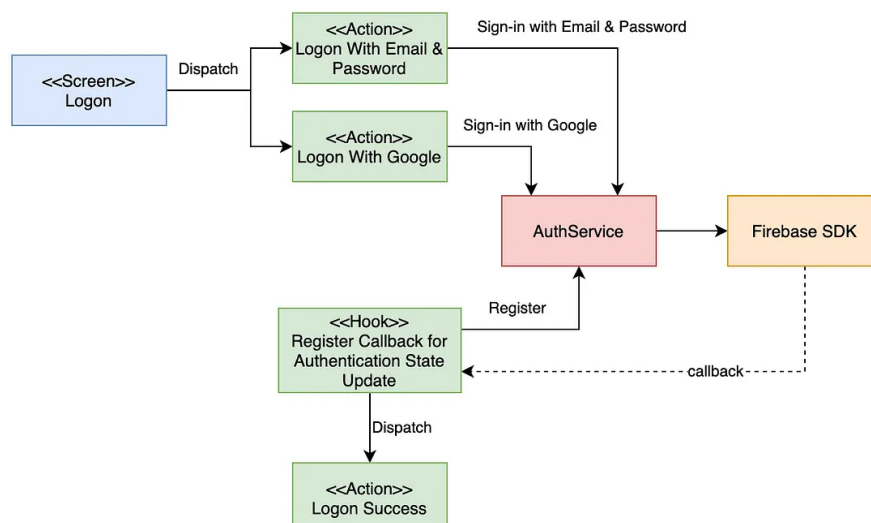 <<Screen>>
Logon
Dispatch
<<Action>>
Logon With Email &
Password
Sign-in with Email & Password
<<Action>>
Logon With Google
Sign-in with Google
AuthService
Firebase SDK
<<Hook>>
Register Callback for
Authentication State
Update
Register
callback
Dispatch
<<Action>>
Logon Success